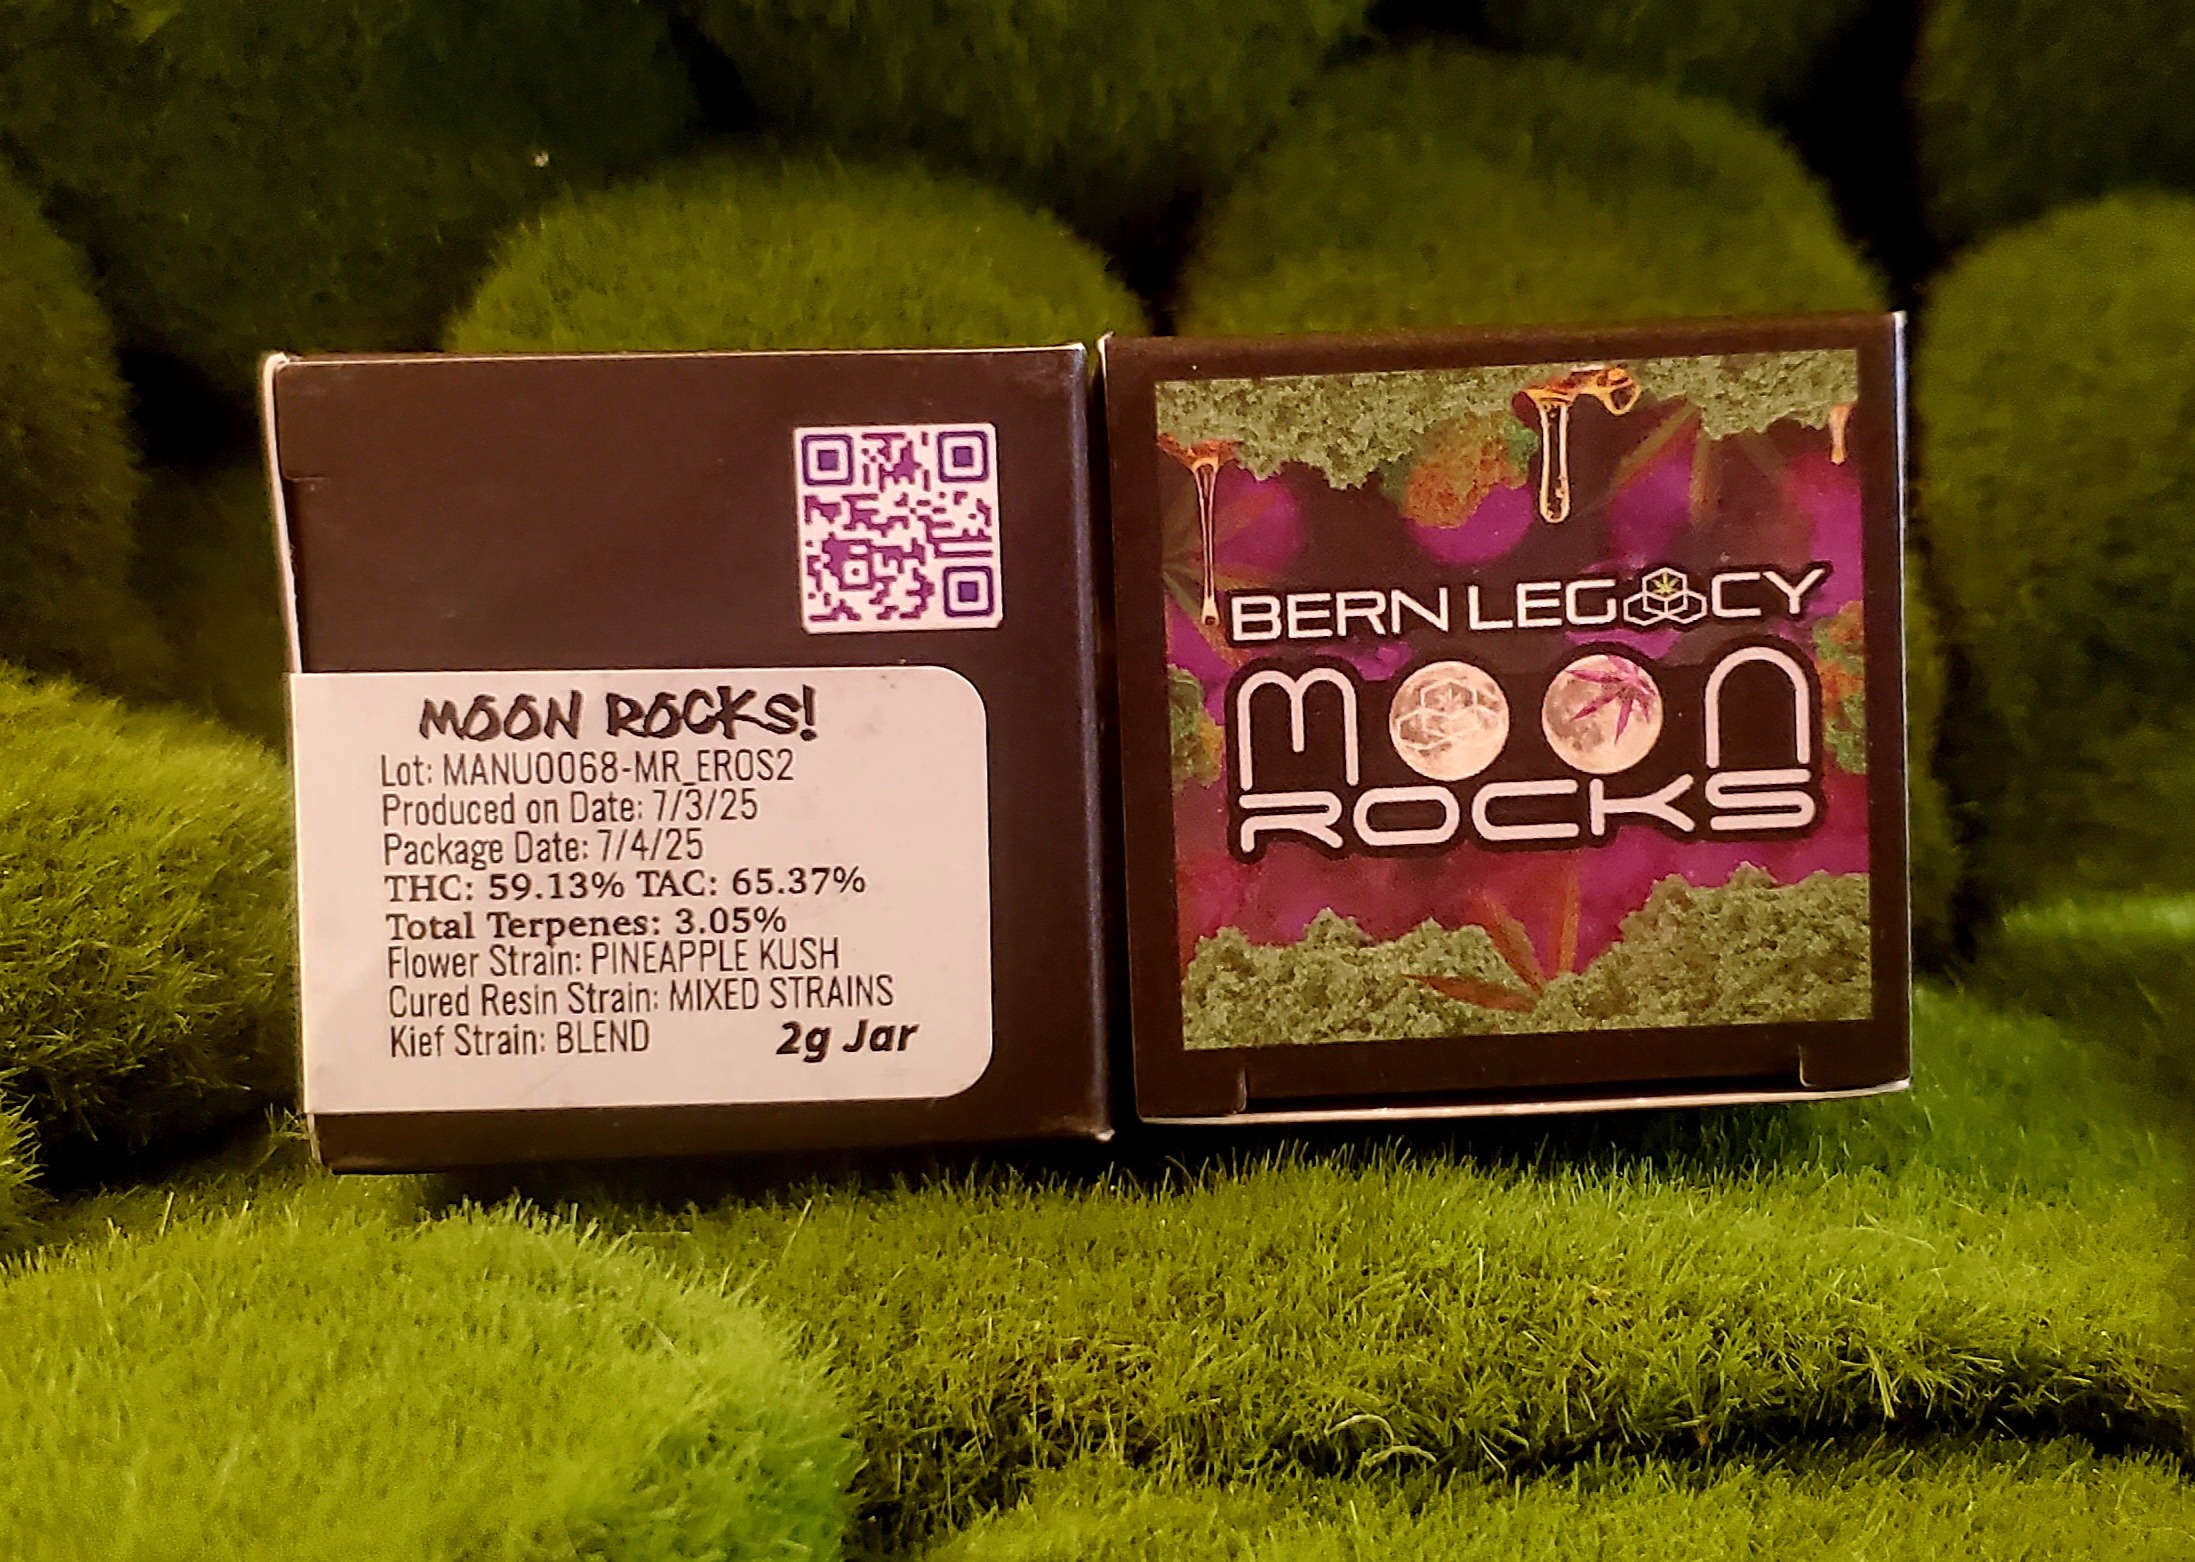 MOON ROCKS!
Lot: MANU0068-MR_EROS2
Produced on Date: 7/3/25
Package Date: 7/4/25
THC: 59.13% TAC: 65.37%
Total Terpenes: 3.05%
Flower Strain: PINEAPPLE KUSH
Cured Resin Strain: MIXED STRAINS
Kief Strain: BLEND 2g Jar
BERN LEGACY
MOON
ROCKS